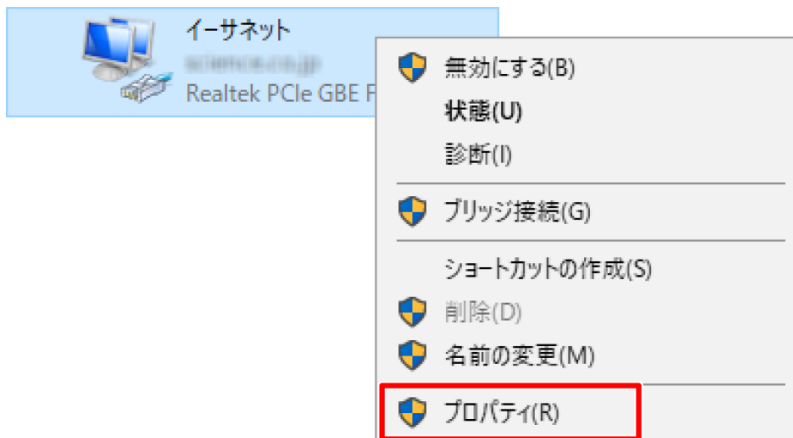 イーサネット
Realtek PCIe GBE F
無効にする(B)
状態(U)
診断(I)
ブリッジ接続(G)
ショートカットの作成(S)
削除(D)
名前の変更(M)
プロパティ(R)